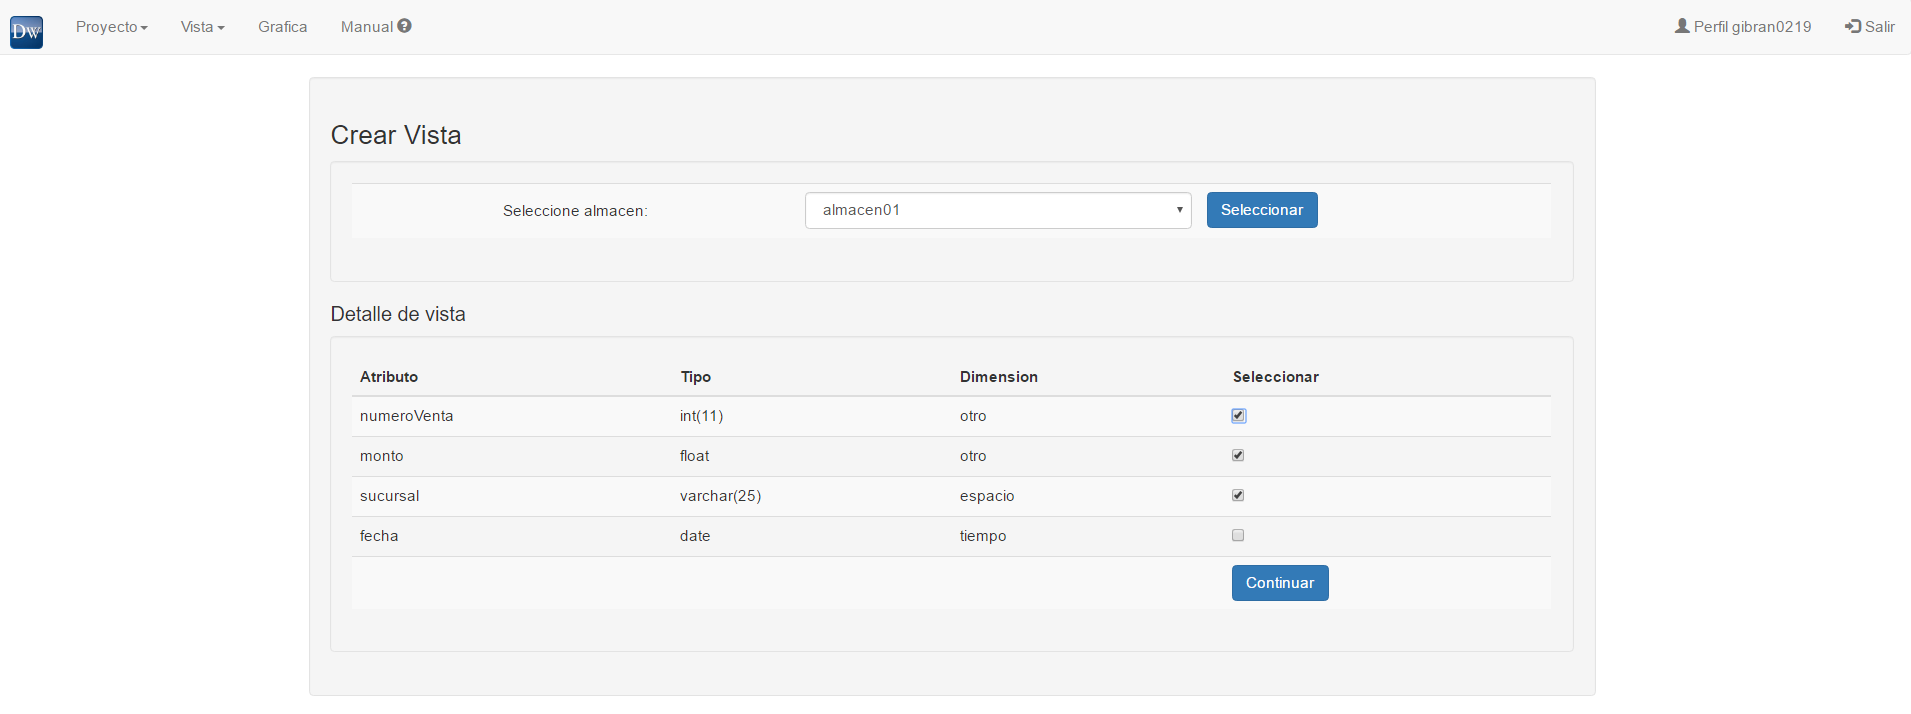 DW Proyecto Vista Grafica Manual Perfil gibran0219 Salir
Crear Vista
Seleccione almacen: almacen01 Seleccionar
Detalle de vista
Atributo Tipo Dimension Seleccionar
numeroVenta int(11) otro
monto float otro
sucursal varchar(25) espacio
fecha date tiempo
Continuar